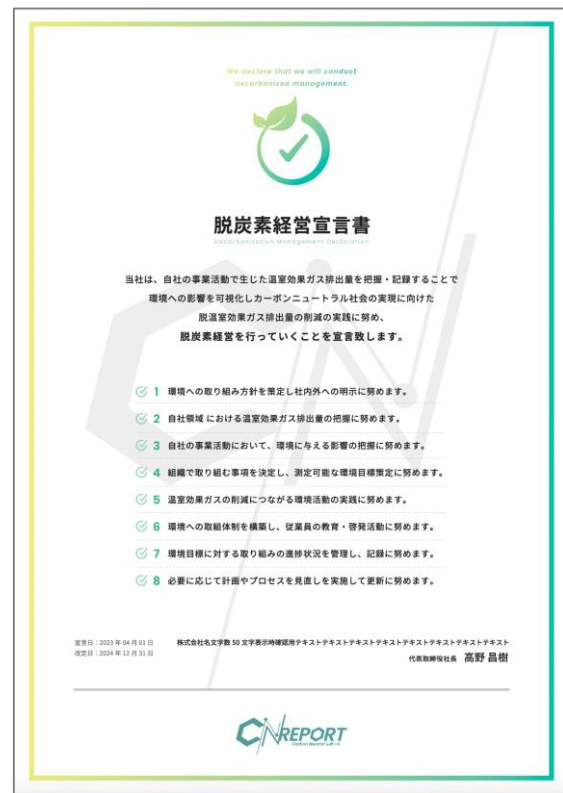 We declare that we will conduct
decarbonized management.
脱炭素経営宣言書
Decarbonization Management Declaration
当社は、自社の事業活動で生じた温室効果ガス排出量を把握・記録することで
環境への影響を可視化しカーボンニュートラル社会の実現に向けた
脱温室効果ガス排出量の削減の実践に努め、
脱炭素経営を行っていくことを宣言致します。
1 環境への取り組み方針を策定し社内外への明示に努めます。
2 自社領域 における温室効果ガス排出量の把握に努めます。
3 自社の事業活動において、環境に与える影響の把握に努めます。
4 組織で取り組む事項を決定し、測定可能な環境目標策定に努めます。
5 温室効果ガスの削減につながる環境活動の実践に努めます。
6 環境への取組体制を構築し、従業員の教育・啓発活動に努めます。
7 環境目標に対する取り組みの進捗状況を管理し、記録に努めます。
8 必要に応じて計画やプロセスを見直しを実施して更新に努めます。
宣言日：2023 年 04 月 01 日
改定日：2024 年 12 月 31 日
株式会社名文字数 50 文字表示時確認用テキストテキストテキストテキストテキストテキストテキストテキスト
代表取締役社長 高野 昌樹
CNREPORT
Carbon Neutral レポート